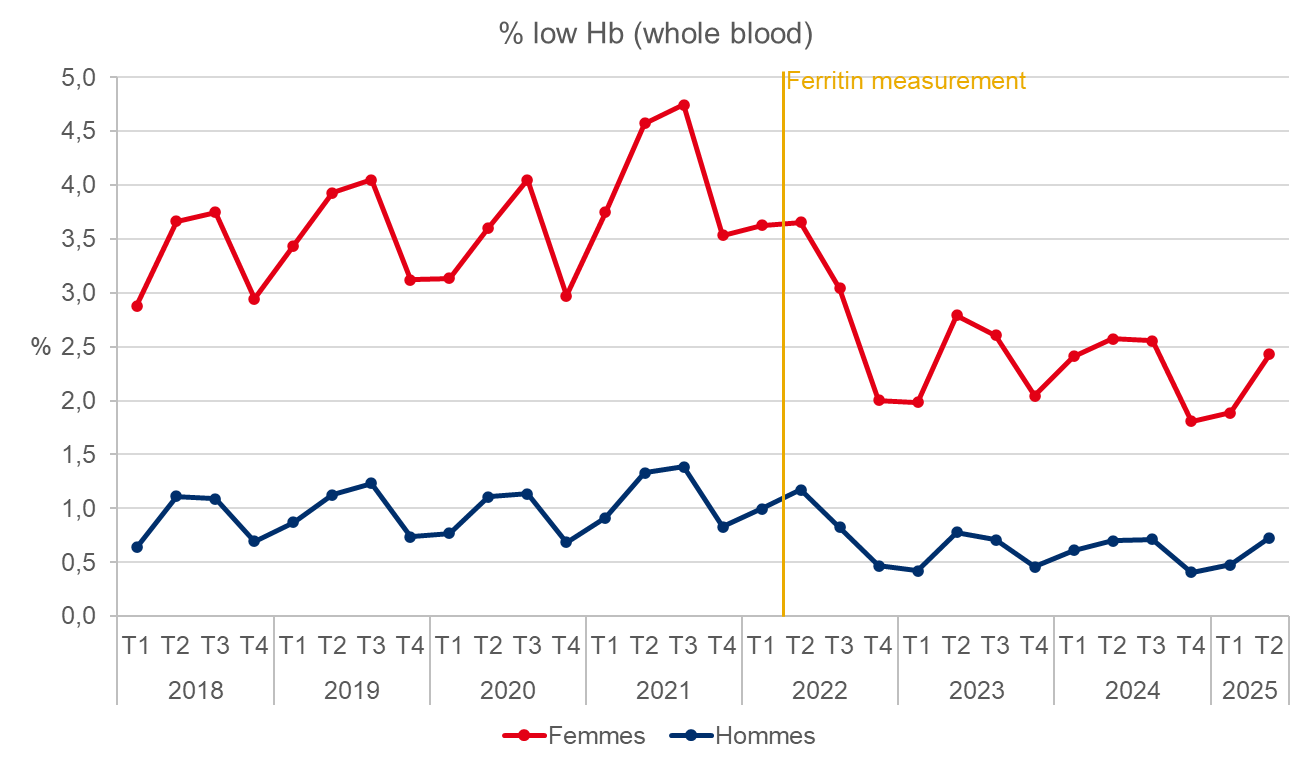 % low Hb (whole blood)
Ferritin measurement
5,0
4,5
4,0
3,5
3,0
% 2,5
2,0
1,5
1,0
0,5
0,0
T1 T2 T3 T4 T1 T2 T3 T4 T1 T2 T3 T4 T1 T2 T3 T4 T1 T2 T3 T4 T1 T2 T3 T4 T1 T2 T3 T4 T1 T2
2018 2019 2020 2021 2022 2023 2024 2025
Femmes Hommes